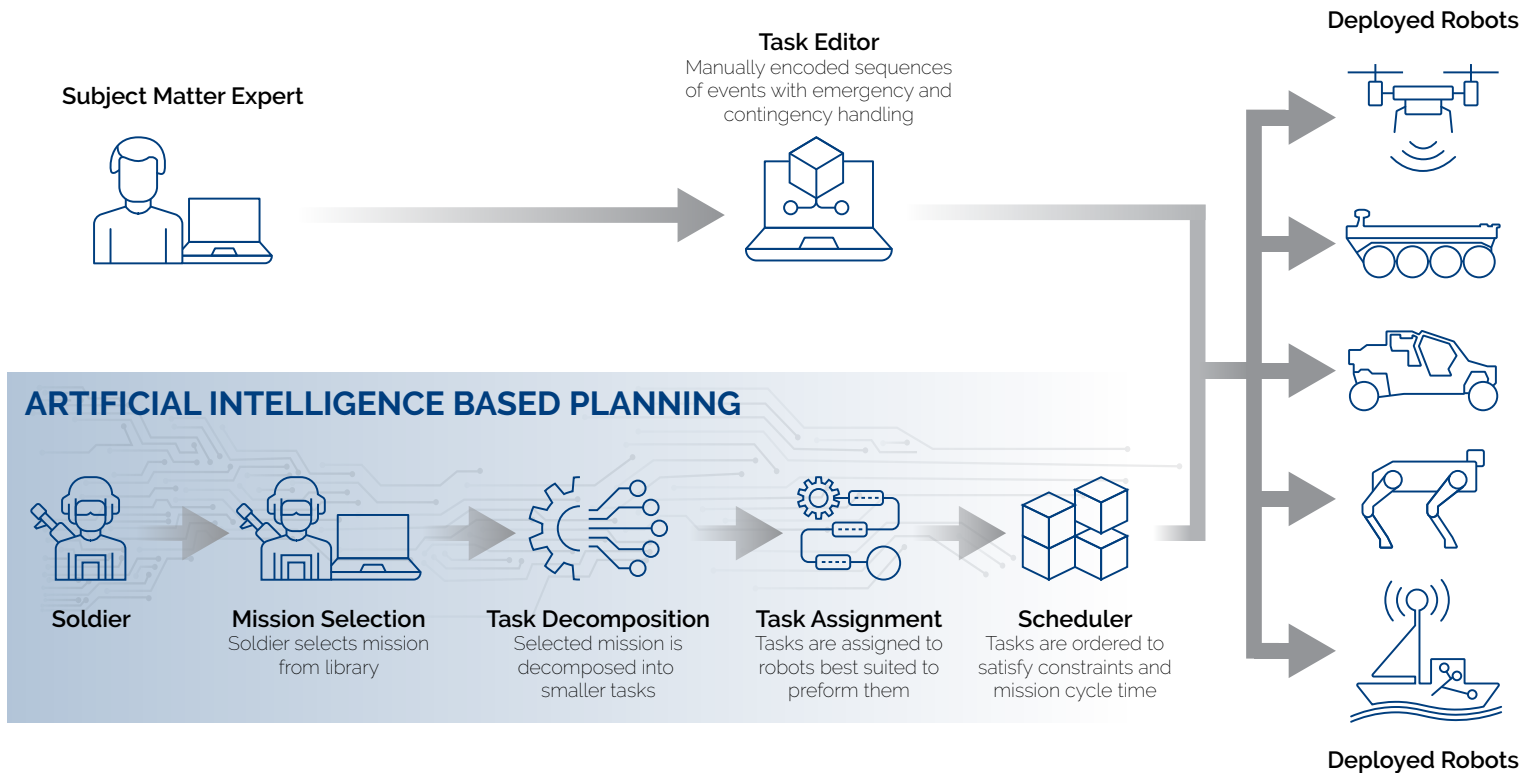 Deployed Robots
Task Editor
Manually encoded sequences
of events with emergency and
contingency handling
Subject Matter Expert
ARTIFICIAL INTELLIGENCE BASED PLANNING
Soldier
Mission Selection
Soldier selects mission
from library
Task Decomposition
Selected mission is
decomposed into
smaller tasks
Task Assignment
Tasks are assigned to
robots best suited to
preform them
Scheduler
Tasks are ordered to
satisfy constraints and
mission cycle time
Deployed Robots